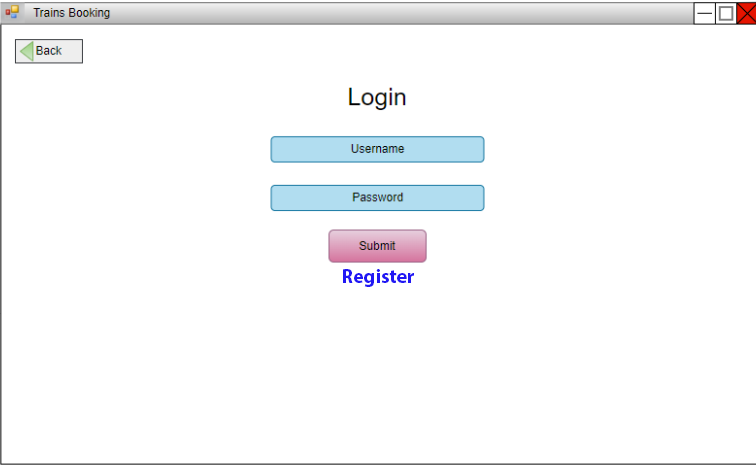 Trains Booking
Back
Login
Username
Password
Submit
Register